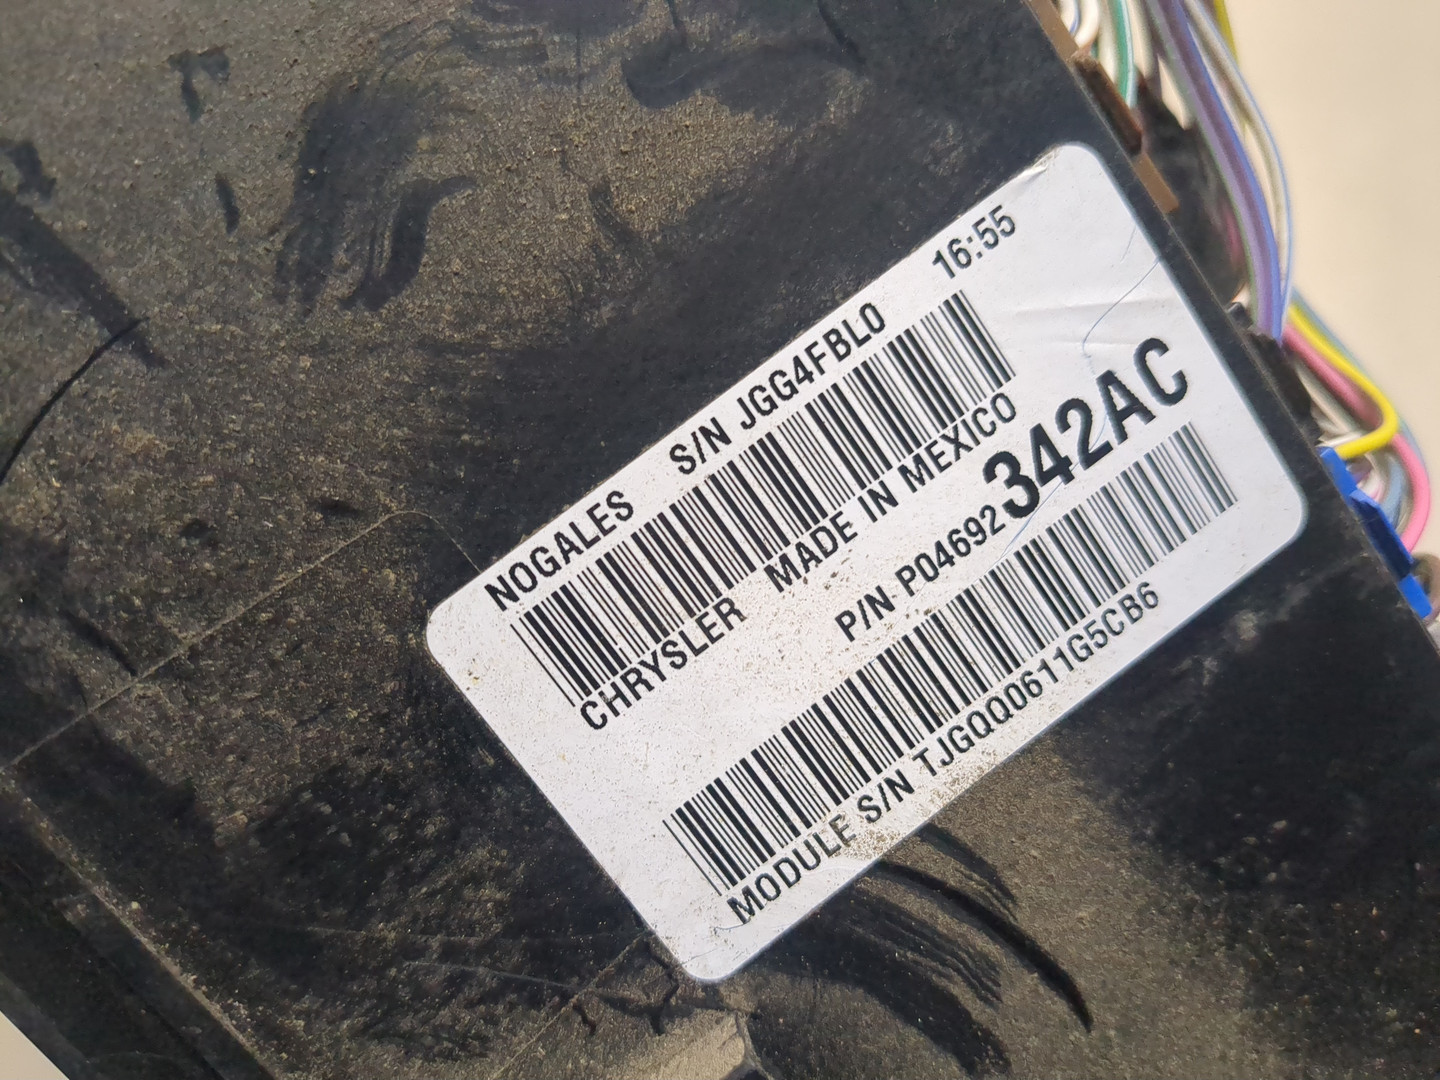 NOGALES S/N JGG4FBL0 16:55
CHRYSLER MADE IN MEXICO
P/N P04692342AC
MODULE S/N TJGQQ0611G5CB6